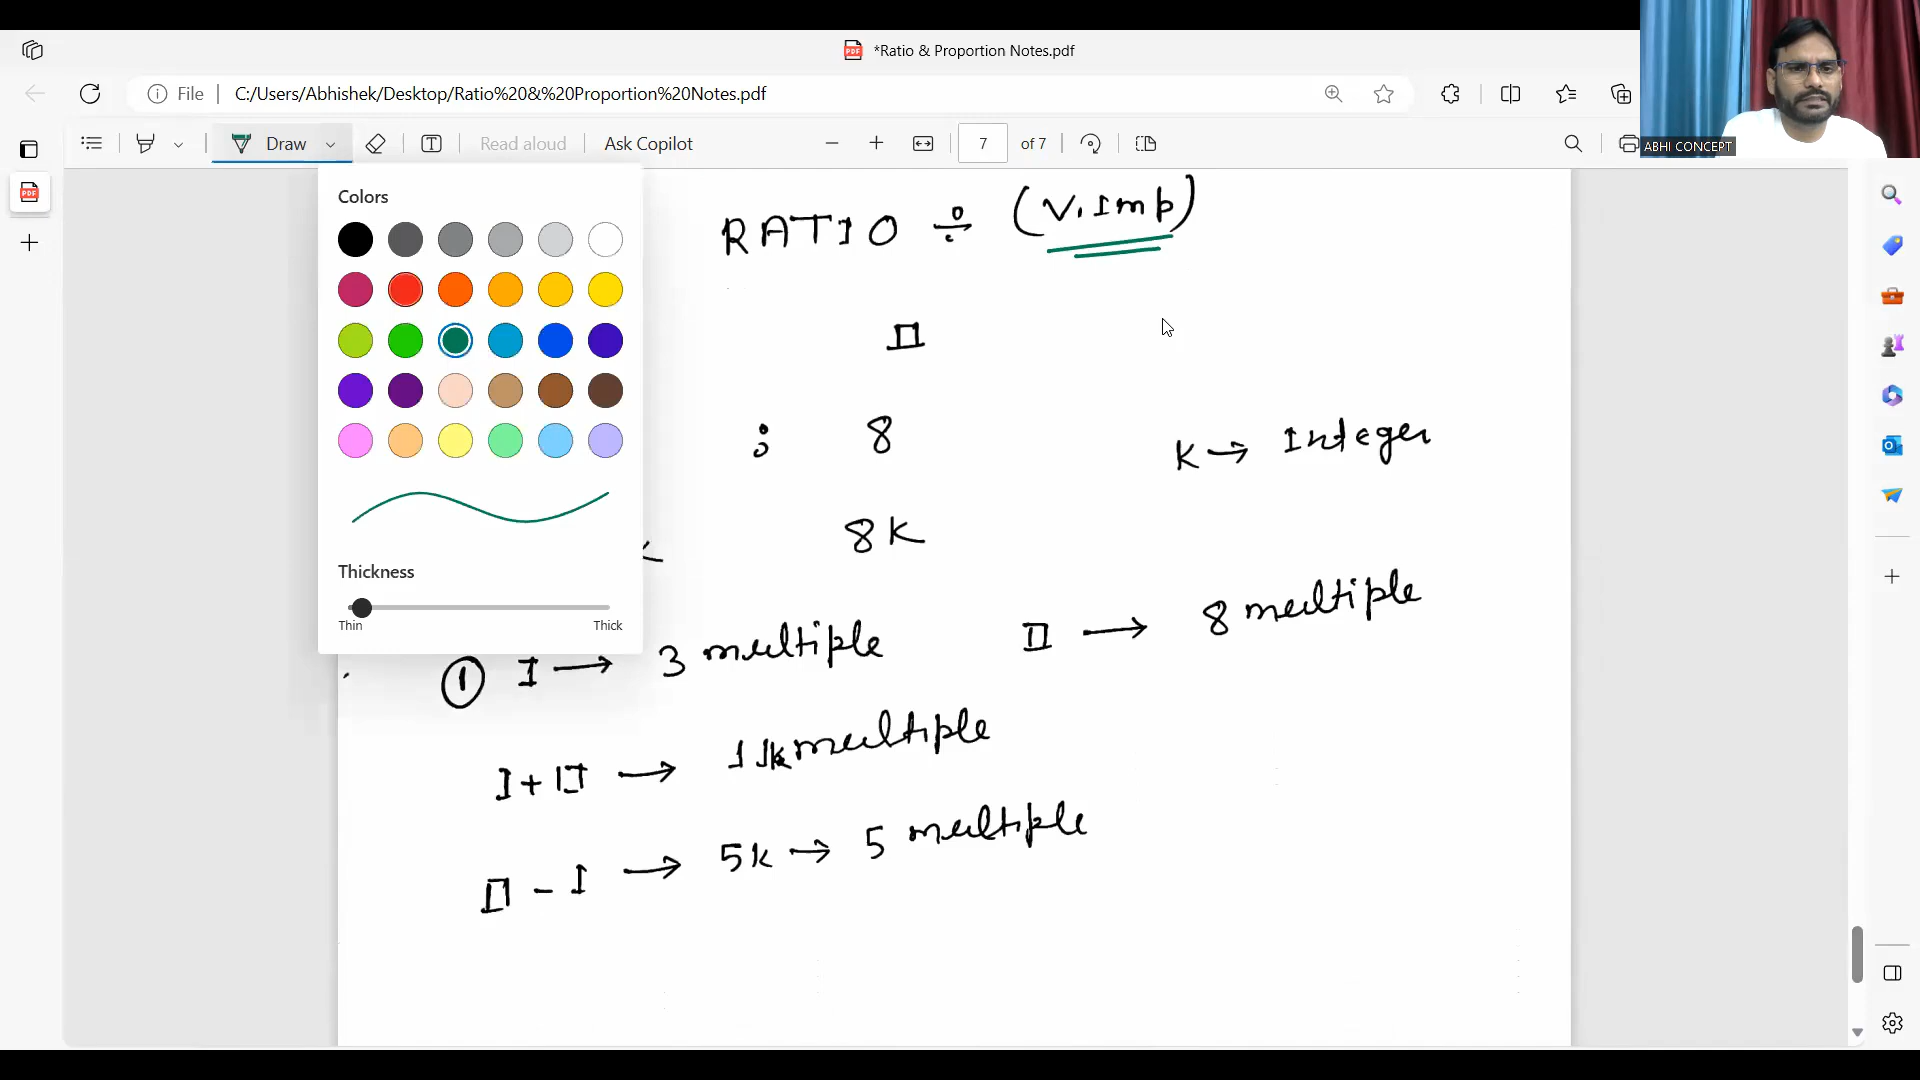 *Ratio & Proportion Notes.pdf
File C:/Users/Abhishek/Desktop/Ratio%20&%20Proportion%20Notes.pdf
Draw Read aloud Ask Copilot 7 of 7
ABHI CONCEPT
Colors
Thickness
Thin Thick
RATIO ÷ (V.Imp)
II
: 8
K → Integer
8K
① I → 3 multiple II → 8 multiple
I + II → 11k multiple
II - I → 5k → 5 multiple